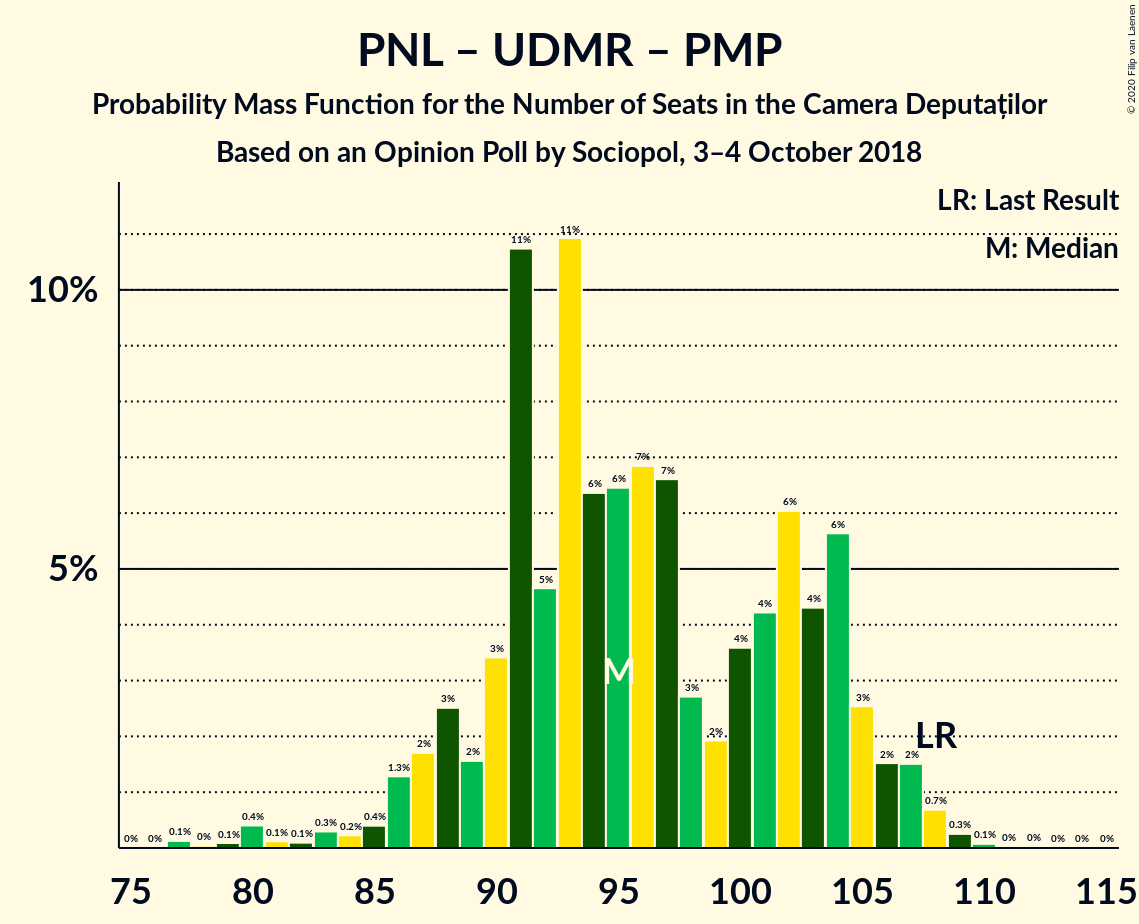 PNL – UDMR – PMP
Probability Mass Function for the Number of Seats in the Camera Deputaților
Based on an Opinion Poll by Sociopol, 3–4 October 2018
© 2020 Filip van Laenen
LR: Last Result
M: Median
10%
5%
0% 0% 0.1% 0% 0.1% 0.4% 0.1% 0.1% 0.3% 0.2% 0.4% 1.3% 2% 3% 2% 3% 11% 5% 11% 6% 6% 7% 7% 3% 2% 4% 4% 6% 4% 6% 3% 2% 2% 0.7% 0.3% 0.1% 0% 0% 0% 0% 0%
M
LR
75 80 85 90 95 100 105 110 115